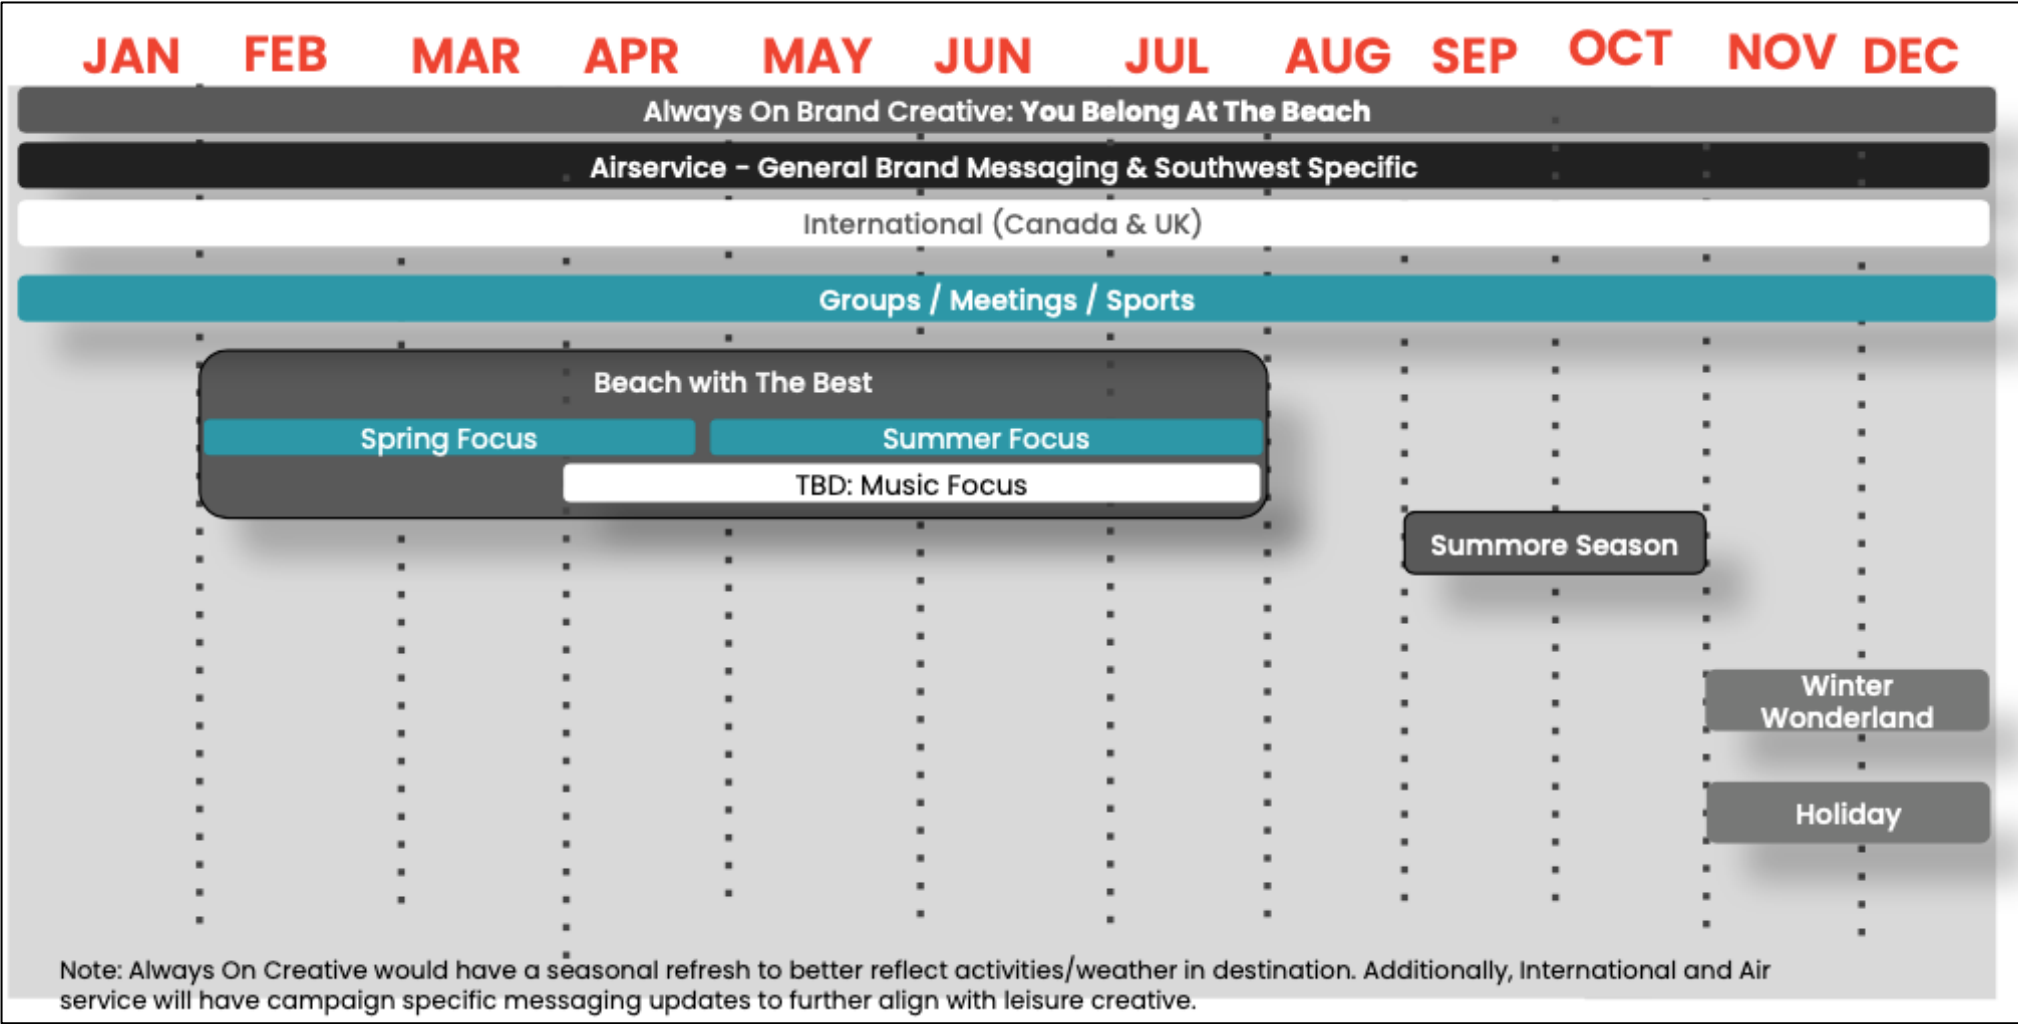 JAN FEB MAR APR MAY JUN JUL AUG SEP OCT NOV DEC
Always On Brand Creative: You Belong At The Beach
Airservice - General Brand Messaging & Southwest Specific
International (Canada & UK)
Groups / Meetings / Sports
Beach with The Best
Spring Focus
Summer Focus
TBD: Music Focus
Summore Season
Winter
Wonderland
Holiday
Note: Always On Creative would have a seasonal refresh to better reflect activities/weather in destination. Additionally, International and Air
service will have campaign specific messaging updates to further align with leisure creative.